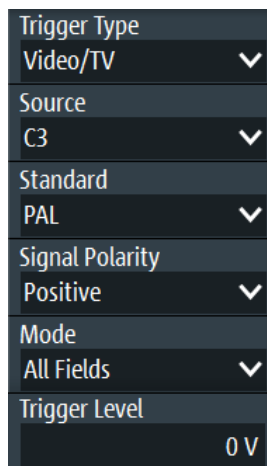 Trigger Type
Video/TV
Source
C3
Standard
PAL
Signal Polarity
Positive
Mode
All Fields
Trigger Level
0 V